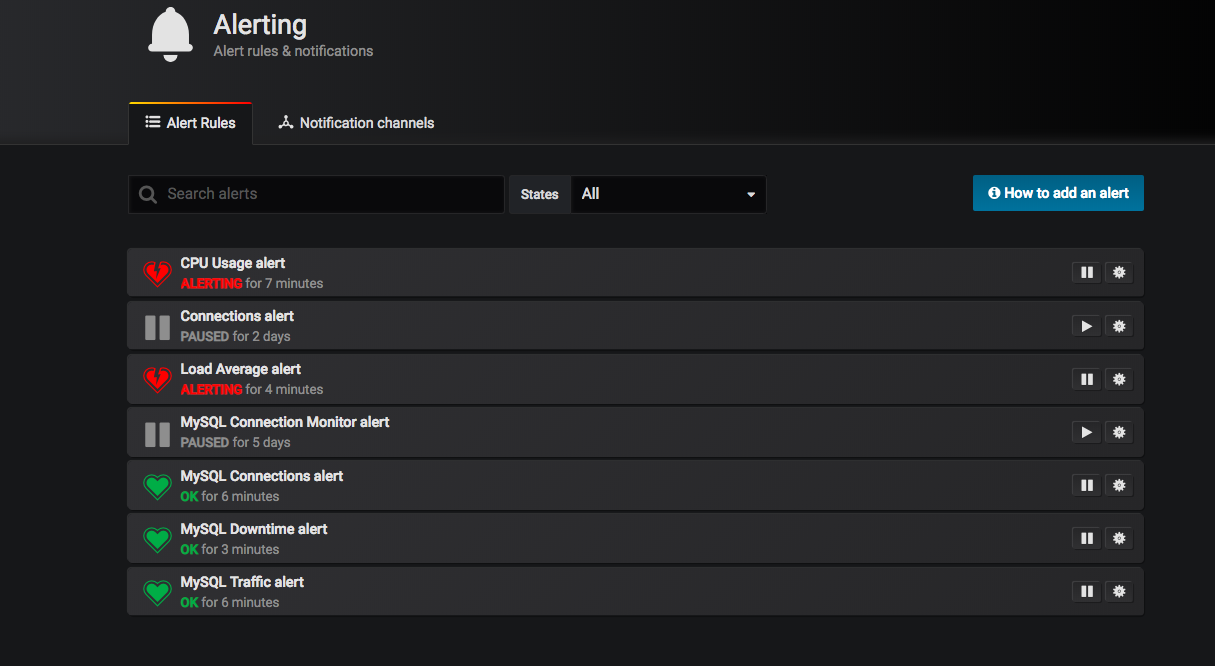 Alerting
Alert rules & notifications
Alert Rules
Notification channels
Search alerts
States
All
How to add an alert
CPU Usage alert
ALERTING for 7 minutes
Connections alert
PAUSED for 2 days
Load Average alert
ALERTING for 4 minutes
MySQL Connection Monitor alert
PAUSED for 5 days
MySQL Connections alert
OK for 6 minutes
MySQL Downtime alert
OK for 3 minutes
MySQL Traffic alert
OK for 6 minutes